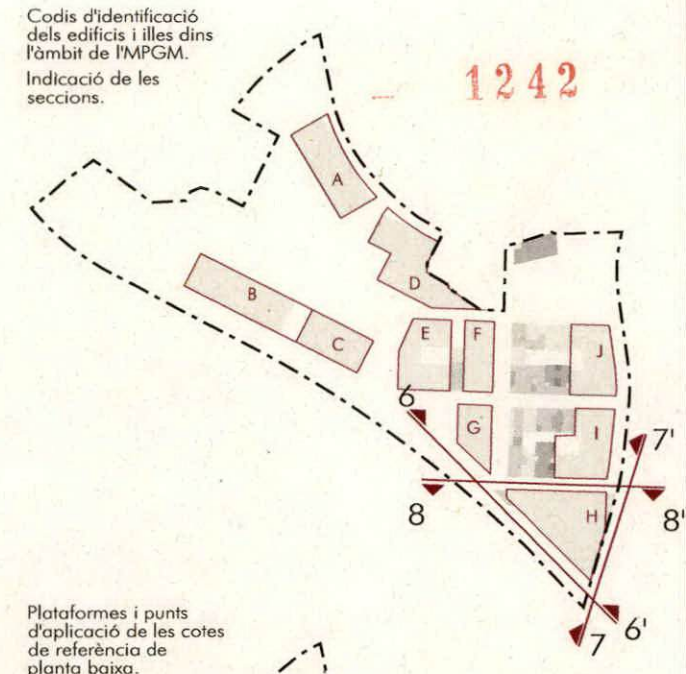 Codis d'identificació
dels edificis i illes dins
l'àmbit de l'MPGM.
Indicació de les
seccions.
1242
A
B
C
D
E
F
J
G
I
H
6
7'
8
8'
7
6'
Plataformes i punts
d'aplicació de les cotes
de referència de
planta baixa.